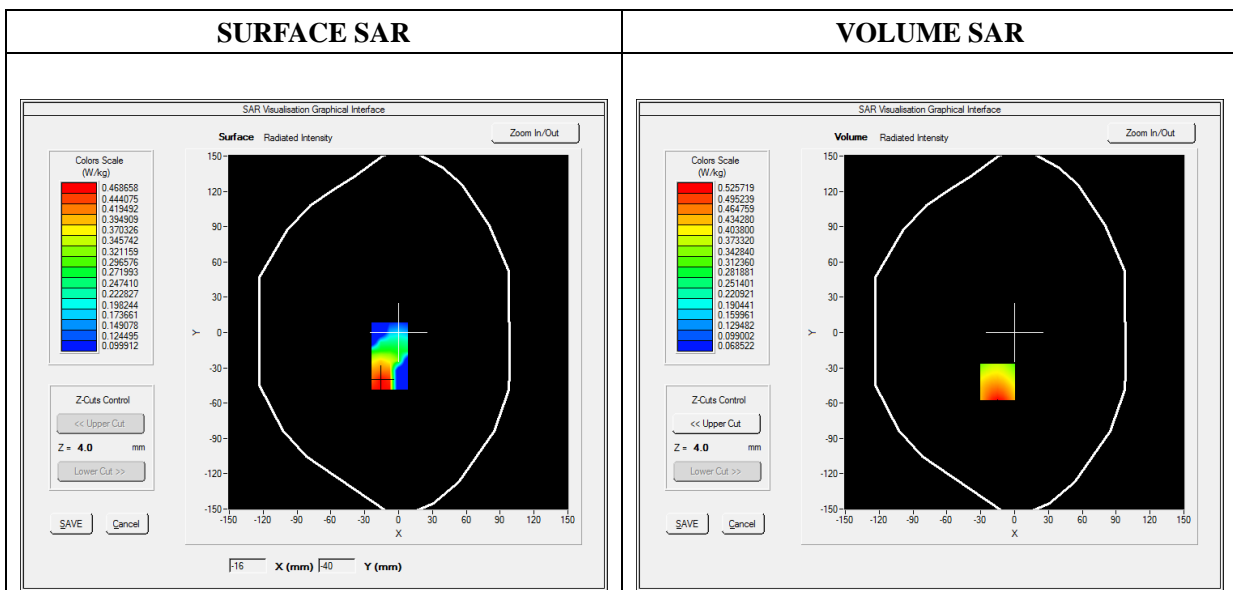 SURFACE SAR
VOLUME SAR
SAR Visualisation Graphical Interface
Surface Radiated Intensity
Zoom In/Out
Colors Scale
(W/kg)
0.468658
0.444075
0.419492
0.394909
0.370326
0.345742
0.321159
0.296576
0.271993
0.247410
0.222827
0.198244
0.173661
0.149078
0.124495
0.099912
Z-Cuts Control
<< Upper Cut
Z = 4.0 mm
Lower Cut >>
SAVE Cancel
150
120
90
60
30
0
-30
-60
-90
-120
-150
Y
-150 -120 -90 -60 -30 0 30 60 90 120 150
X
-16 X (mm) -40 Y (mm)
SAR Visualisation Graphical Interface
Volume Radiated Intensity
Zoom In/Out
Colors Scale
(W/kg)
0.525719
0.495239
0.464759
0.434280
0.403800
0.373320
0.342840
0.312360
0.281881
0.251401
0.220921
0.190441
0.159961
0.129482
0.099002
0.068522
Z-Cuts Control
<< Upper Cut
Z = 4.0 mm
Lower Cut >>
SAVE Cancel
150
120
90
60
30
0
-30
-60
-90
-120
-150
Y
-150 -120 -90 -60 -30 0 30 60 90 120 150
X